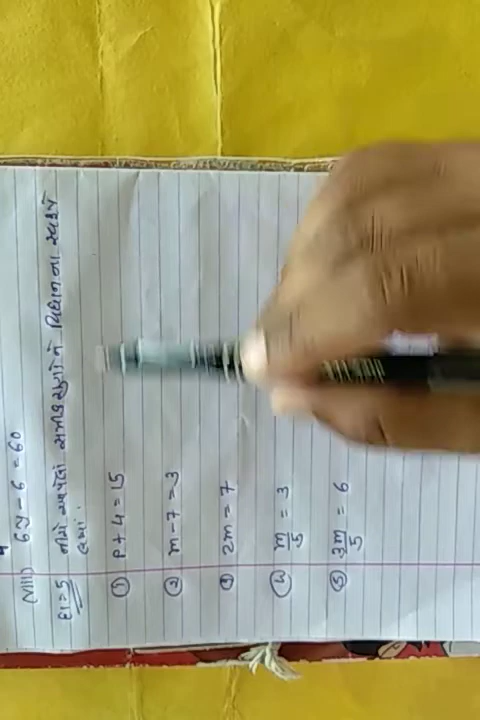 (VIII) 6y - 6 = 60
દા = 5 નીચે આપેલાં સમીકરણોને વિધાનના સ્વરૂપે
લખો.
① P + 4 = 15
② m - 7 = 3
③ 2m = 7
④ m/5 = 3
⑤ 3m/5 = 6